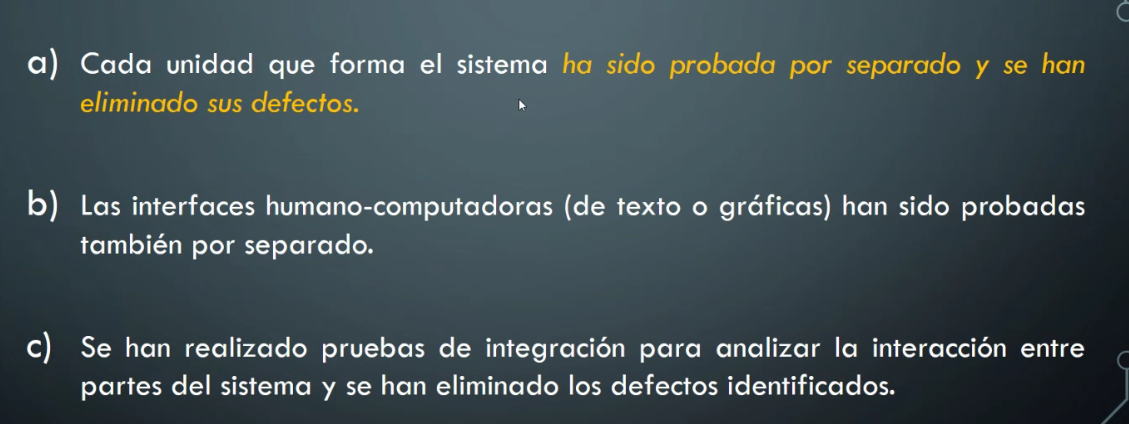 a) Cada unidad que forma el sistema ha sido probada por separado y se han
eliminado sus defectos.
b) Las interfaces humano-computadoras (de texto o gráficas) han sido probadas
también por separado.
c) Se han realizado pruebas de integración para analizar la interacción entre
partes del sistema y se han eliminado los defectos identificados.